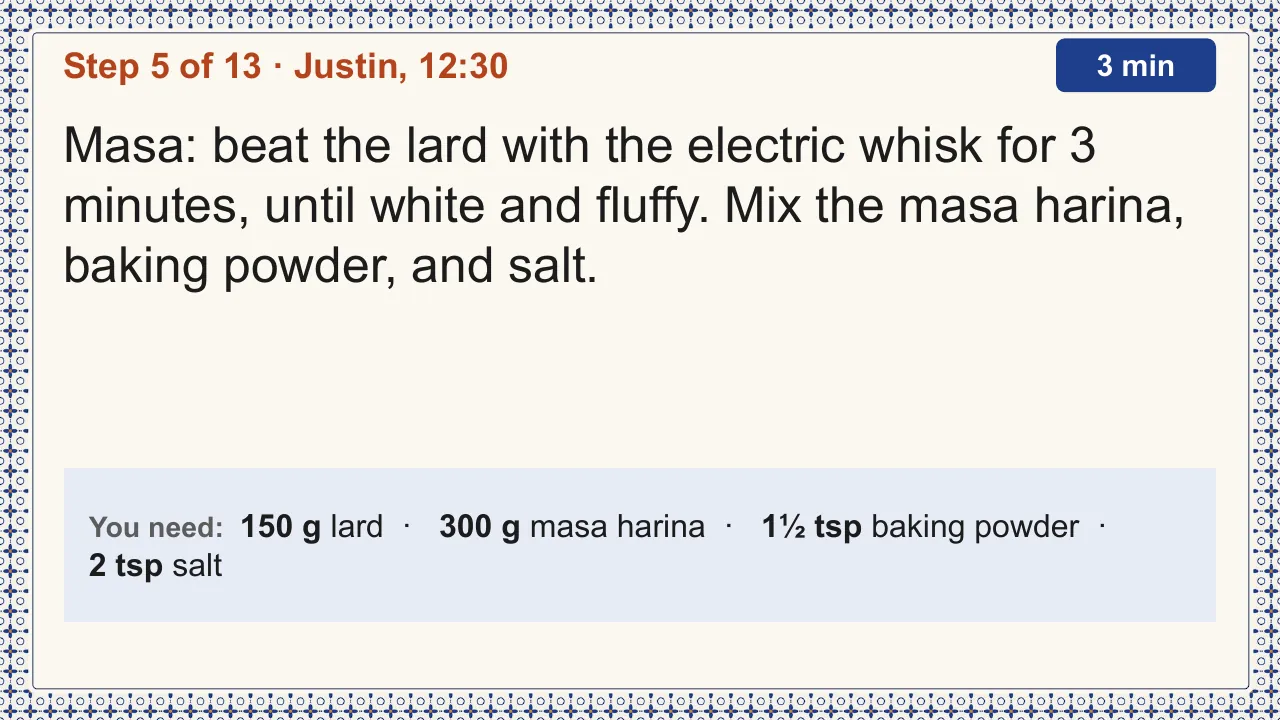 Step 5 of 13 · Justin, 12:30
3 min
Masa: beat the lard with the electric whisk for 3
minutes, until white and fluffy. Mix the masa harina,
baking powder, and salt.
You need: 150 g lard · 300 g masa harina · 1½ tsp baking powder ·
2 tsp salt